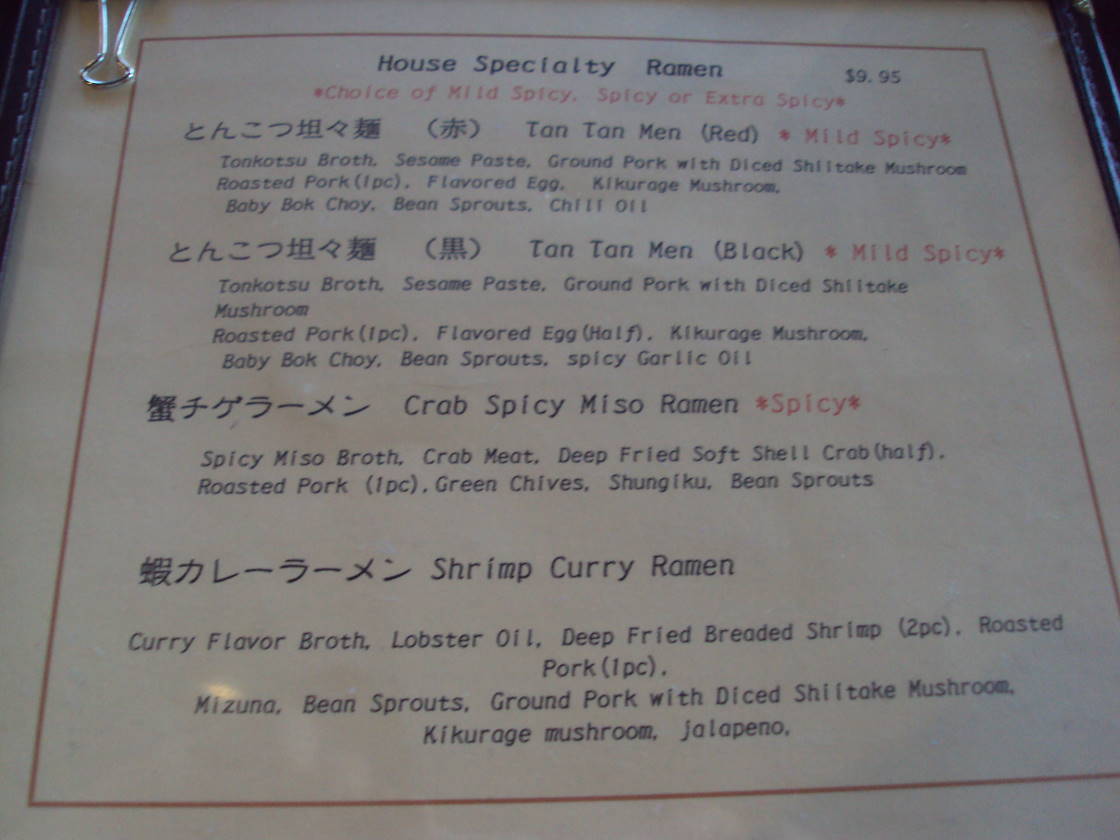 House Specialty Ramen $9.95
*Choice of Mild Spicy, Spicy or Extra Spicy*
とんこつ坦々麺 （赤） Tan Tan Men (Red) * Mild Spicy*
Tonkotsu Broth, Sesame Paste, Ground Pork with Diced Shiitake Mushroom
Roasted Pork(1pc), Flavored Egg, Kikurage Mushroom,
Baby Bok Choy, Bean Sprouts, Chili Oil
とんこつ坦々麺 （黒） Tan Tan Men (Black) * Mild Spicy*
Tonkotsu Broth, Sesame Paste, Ground Pork with Diced Shiitake
Mushroom
Roasted Pork(1pc), Flavored Egg(Half), Kikurage Mushroom,
Baby Bok Choy, Bean Sprouts, spicy Garlic Oil
蟹チゲラーメン Crab Spicy Miso Ramen *Spicy*
Spicy Miso Broth, Crab Meat, Deep Fried Soft Shell Crab(half),
Roasted Pork (1pc),Green Chives, Shungiku, Bean Sprouts
蝦カレーラーメン Shrimp Curry Ramen
Curry Flavor Broth, Lobster Oil, Deep Fried Breaded Shrimp (2pc), Roasted
Pork(1pc),
Mizuna, Bean Sprouts, Ground Pork with Diced Shiitake Mushroom,
Kikurage mushroom, jalapeno,